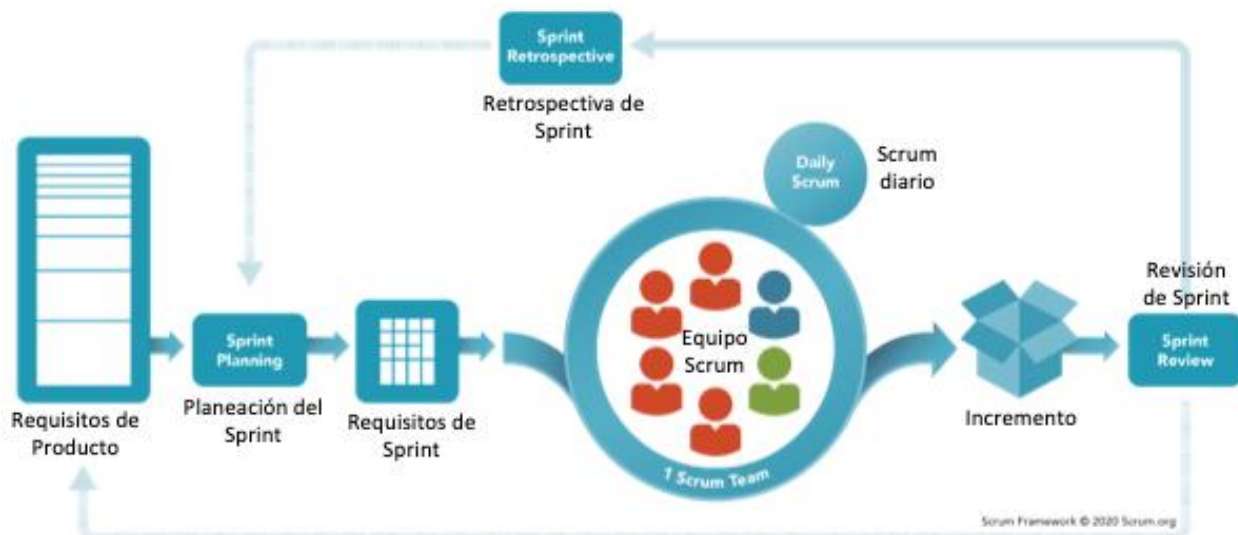 Sprint
Retrospective
Retrospectiva de
Sprint
Daily
Scrum
Scrum
diario
Revisión
de Sprint
Sprint
Planning
Equipo
Scrum
Sprint
Review
Requisitos de
Producto
Planeación del
Sprint
Requisitos de
Sprint
Incremento
1 Scrum Team
Scrum Framework © 2020 Scrum.org